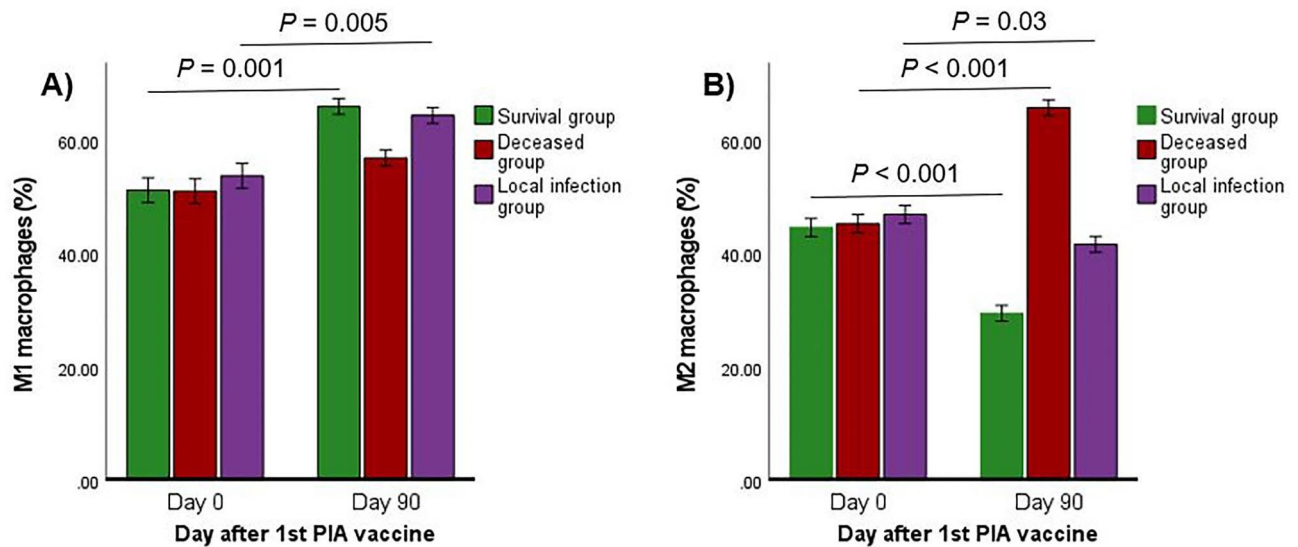 P = 0.005
P = 0.001
A)
Survival group
Deceased
group
Local infection
group
60.00
40.00
20.00
.00
M1 macrophages (%)
Day 0
Day 90
Day after 1st PIA vaccine
P = 0.03
P < 0.001
B)
Survival group
Deceased
group
Local infection
group
P < 0.001
60.00
40.00
20.00
.00
M2 macrophages (%)
Day 0
Day 90
Day after 1st PIA vaccine